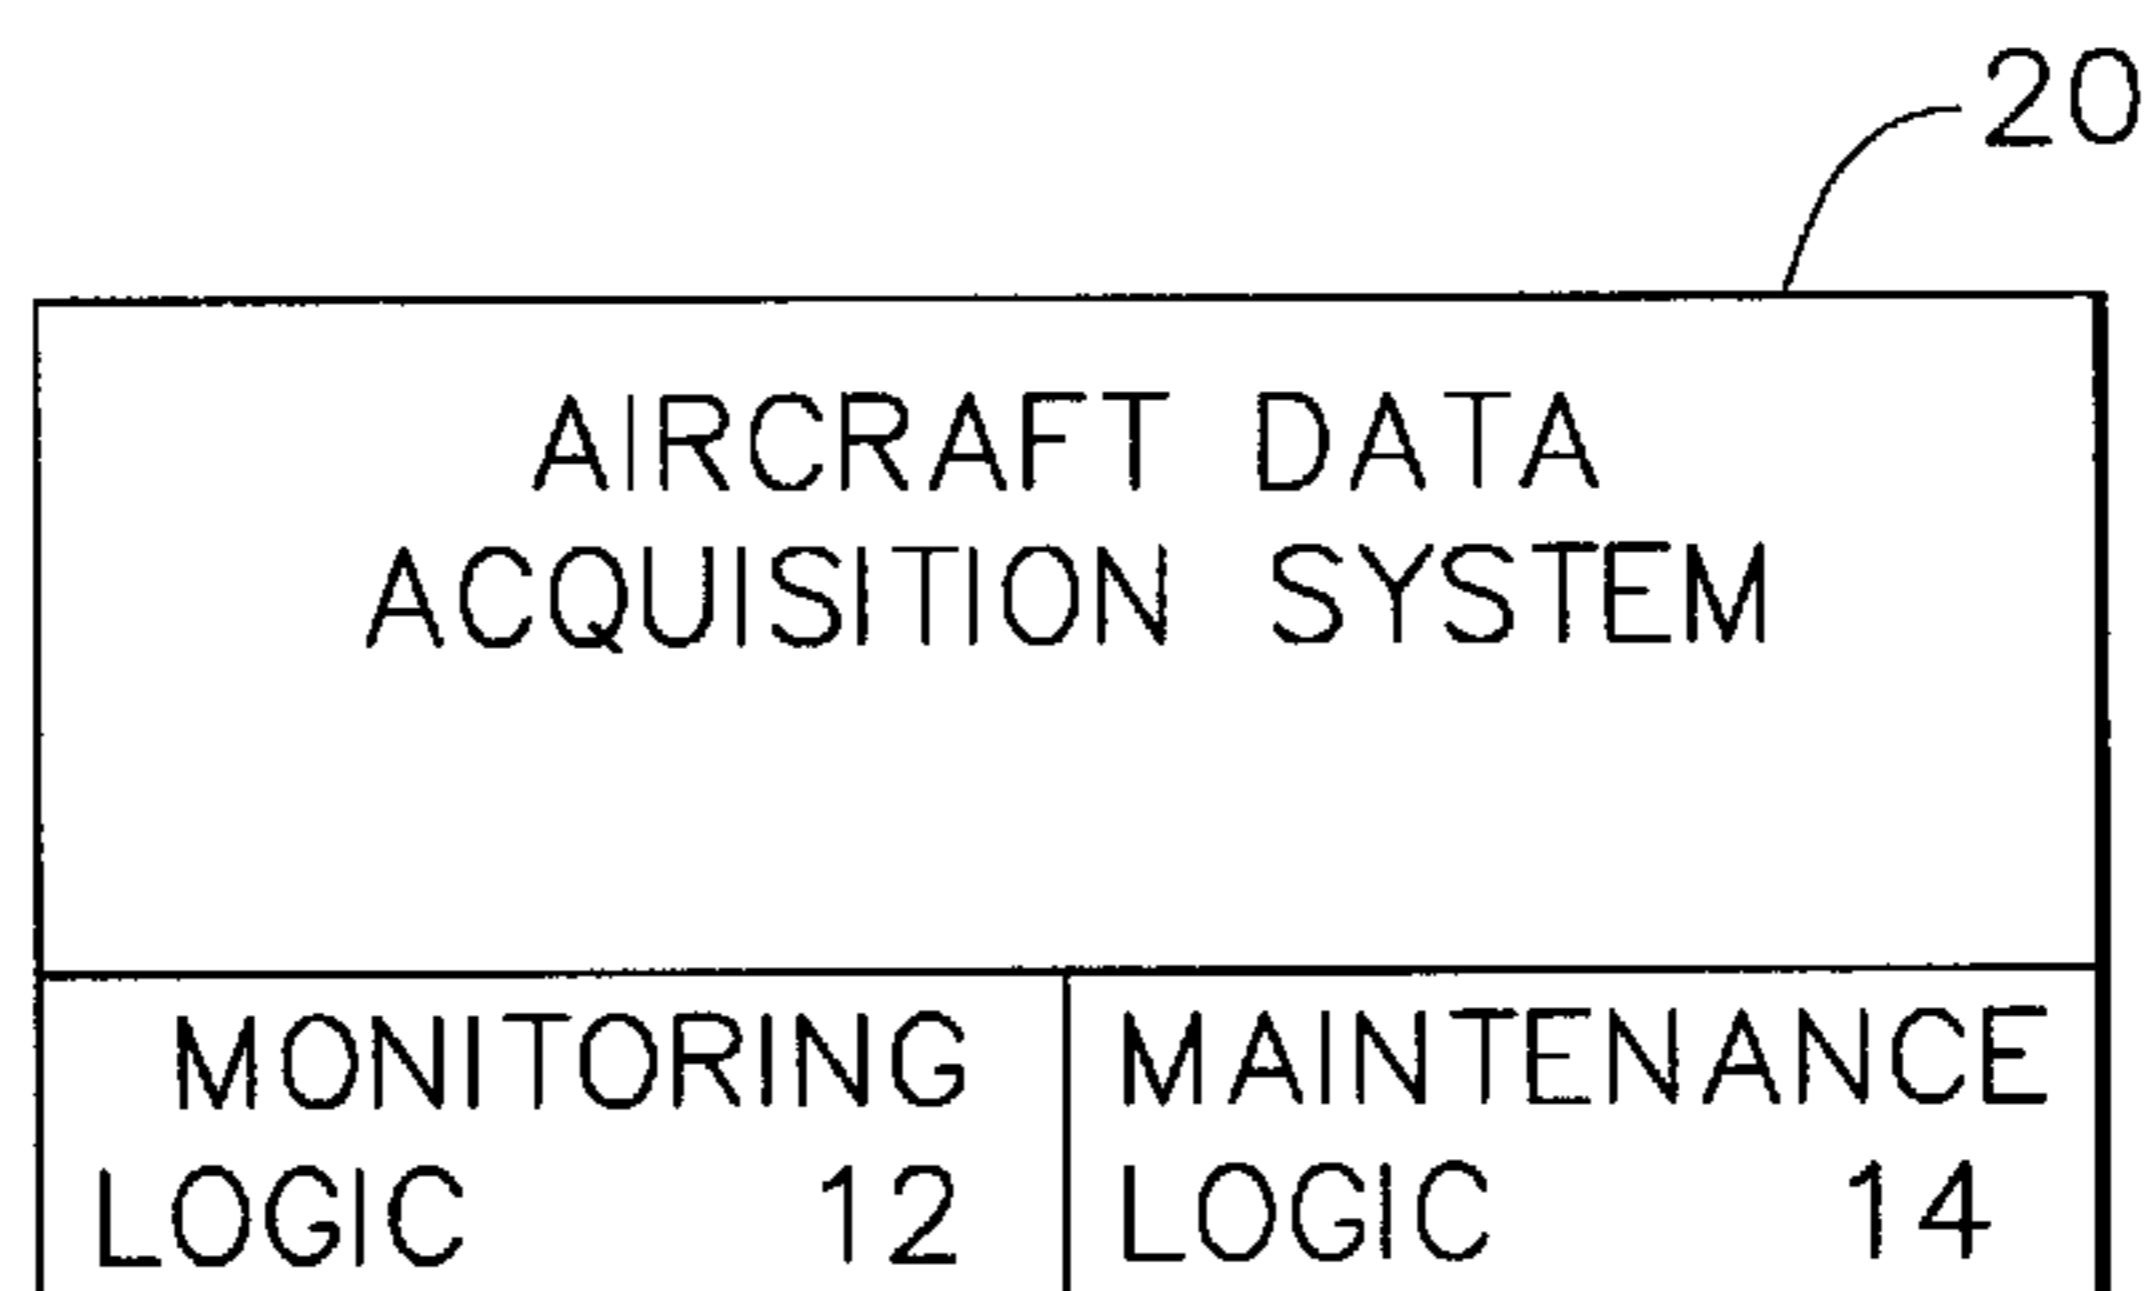 20
AIRCRAFT DATA
ACQUISITION SYSTEM
MONITORING
LOGIC 12
MAINTENANCE
LOGIC 14